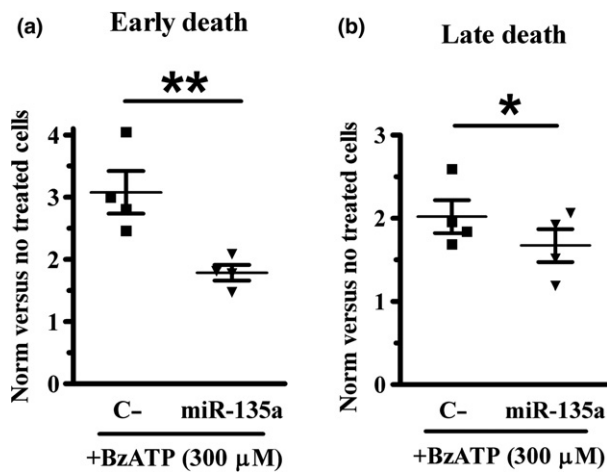 (a)
Early death
**
Norm versus no treated cells
4
3
2
1
0
C– miR-135a
+BzATP (300 µM)
(b)
Late death
*
Norm versus no treated cells
3
2
1
0
C– miR-135a
+BzATP (300 µM)